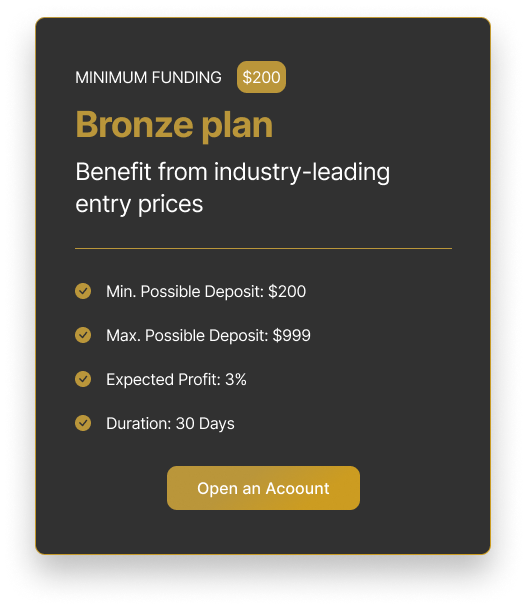 MINIMUM FUNDING $200
Bronze plan
Benefit from industry-leading
entry prices
Min. Possible Deposit: $200
Max. Possible Deposit: $999
Expected Profit: 3%
Duration: 30 Days
Open an Acoount